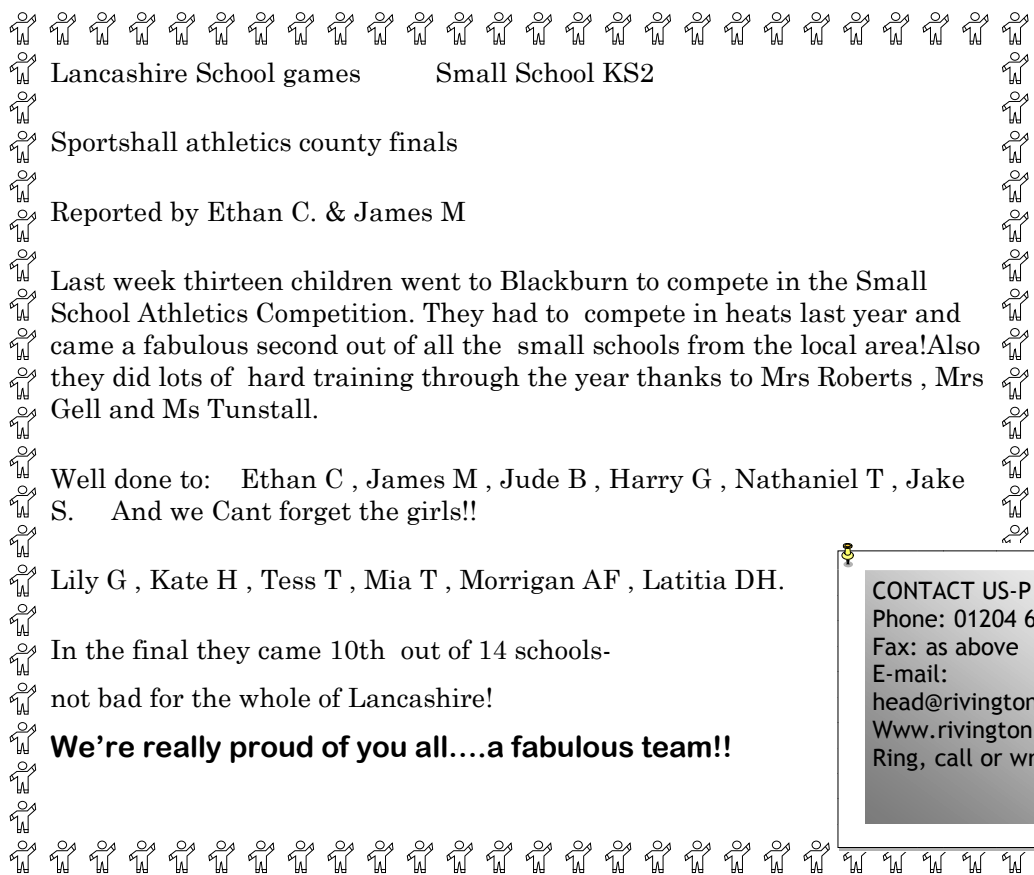 Lancashire School games Small School KS2
Sportshall athletics county finals
Reported by Ethan C. & James M
Last week thirteen children went to Blackburn to compete in the Small
School Athletics Competition. They had to compete in heats last year and
came a fabulous second out of all the small schools from the local area!Also
they did lots of hard training through the year thanks to Mrs Roberts , Mrs
Gell and Ms Tunstall.
Well done to: Ethan C , James M , Jude B , Harry G , Nathaniel T , Jake
S. And we Cant forget the girls!!
Lily G , Kate H , Tess T , Mia T , Morrigan AF , Latitia DH.
In the final they came 10th out of 14 schools-
not bad for the whole of Lancashire!
We’re really proud of you all….a fabulous team!!
CONTACT US-P
Phone: 01204 6
Fax: as above
E-mail:
head@rivington
Www.rivington
Ring, call or wr